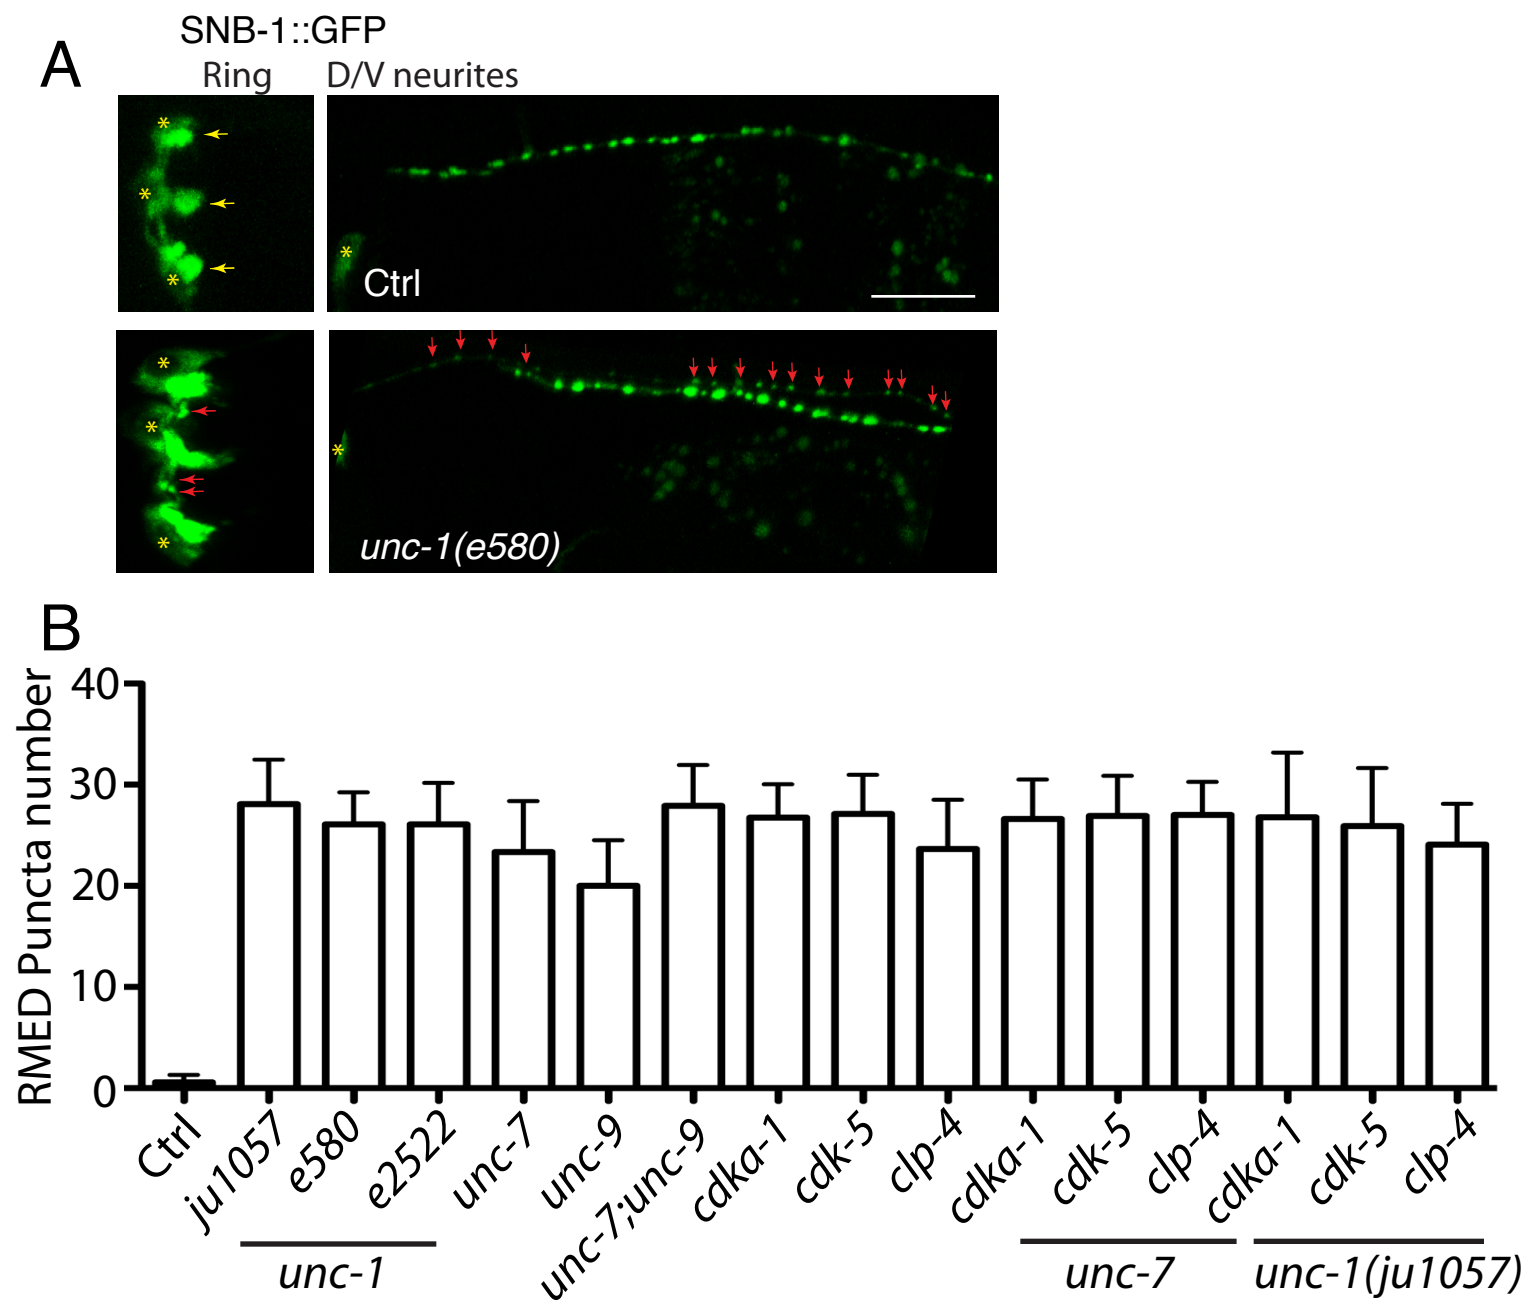 A
SNB-1::GFP
Ring D/V neurites
* * * * Ctrl
* * * * unc-1(e580)
B
RMED Puncta number
40
30
20
10
0
Ctrl ju1057 e580 e2522 unc-7 unc-9 unc-7;unc-9 cdka-1 cdk-5 clp-4 cdka-1 cdk-5 clp-4 cdka-1 cdk-5 clp-4
unc-1 unc-7 unc-1(ju1057)